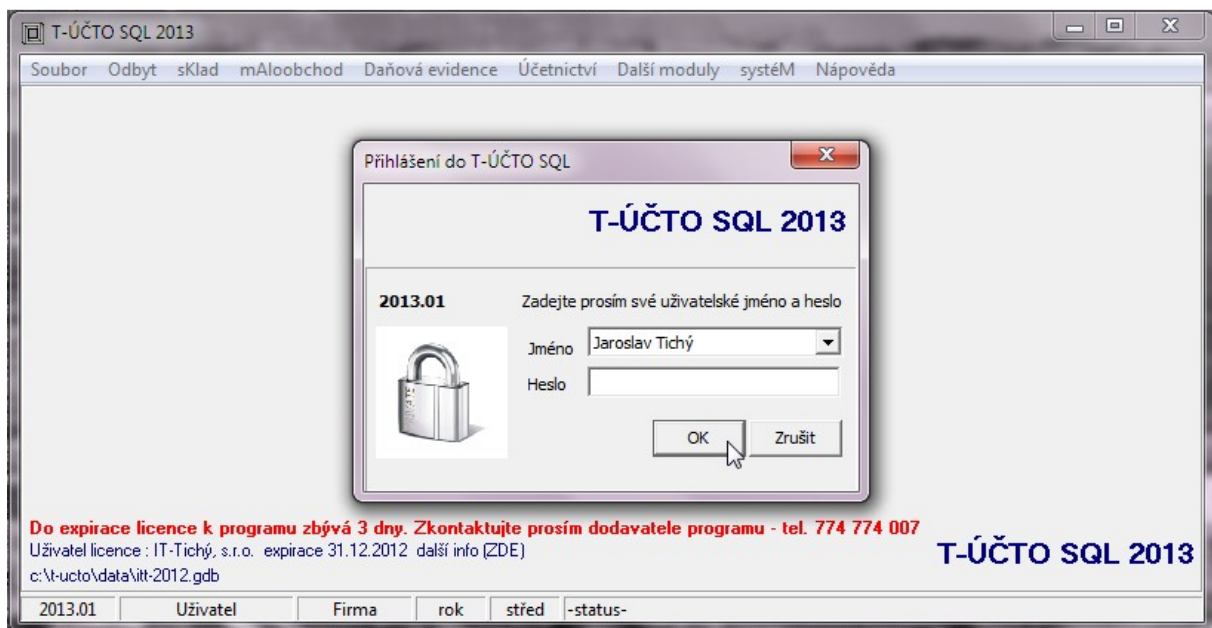 T-ÚČTO SQL 2013
Soubor Odbyt sKlad mAloobchod Daňová evidence Účetnictví Další moduly systéM Nápověda
Přihlášení do T-ÚČTO SQL
T-ÚČTO SQL 2013
2013.01 Zadejte prosím své uživatelské jméno a heslo
Jméno Jaroslav Tichý
Heslo
OK Zrušit
Do expirace licence k programu zbývá 3 dny. Zkontaktujte prosím dodavatele programu - tel. 774 774 007
Uživatel licence : IT-Tichý, s.r.o. expirace 31.12.2012 další info (ZDE)
c:\t-ucto\data\itt-2012.gdb
T-ÚČTO SQL 2013
2013.01 Uživatel Firma rok střed -status-